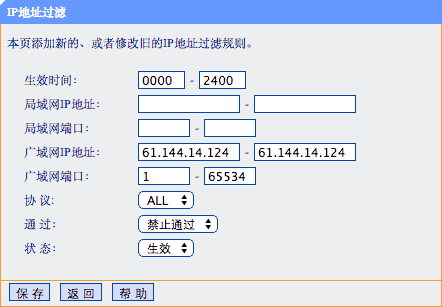 IP地址过滤
本页添加新的、或者修改旧的IP地址过滤规则。
生效时间： 0000 - 2400
局域网IP地址： -
局域网端口： -
广域网IP地址： 61.144.14.124 - 61.144.14.124
广域网端口： 1 - 65534
协 议： ALL
通 过： 禁止通过
状 态： 生效
保 存 返 回 帮 助